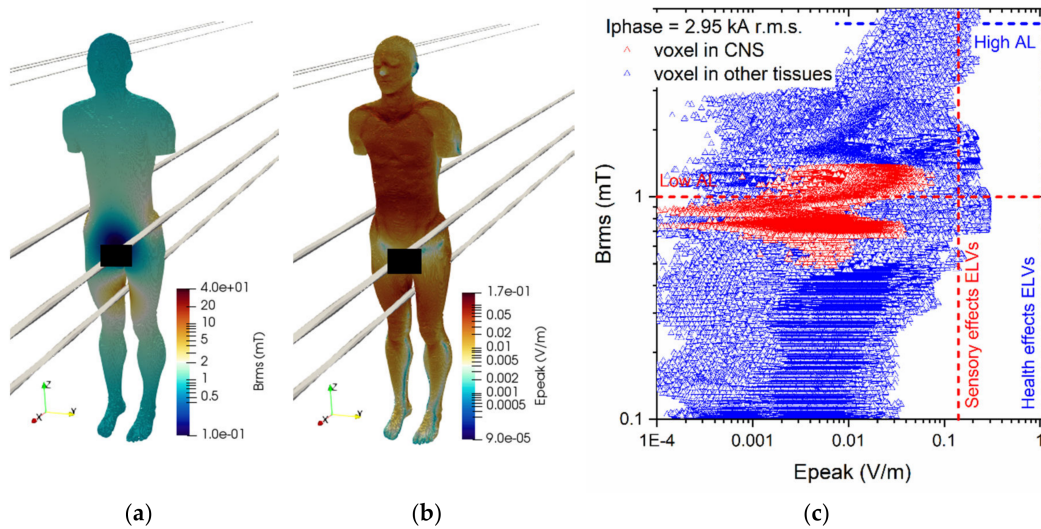 (a)
4.0e+01
20
10
5
2
1
0.5
1.0e-01
Brms (mT)
Z
X
Y
(b)
1.7e-01
0.05
0.02
0.01
0.005
0.002
0.001
0.0005
9.0e-05
Epeak (V/m)
Z
X
Y
(c)
Iphase = 2.95 kA r.m.s.
voxel in CNS
voxel in other tissues
High AL
Low AL
Sensory effects ELVs
Health effects ELVs
Brms (mT)
1
0.1
1E-4
0.001
0.01
0.1
1
Epeak (V/m)